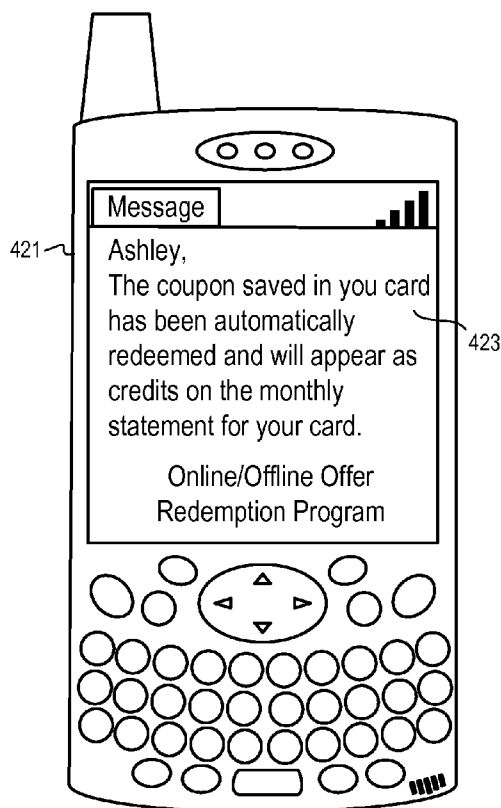 Message
421
Ashley,
The coupon saved in you card
has been automatically
redeemed and will appear as
credits on the monthly
statement for your card.
423
Online/Offline Offer
Redemption Program